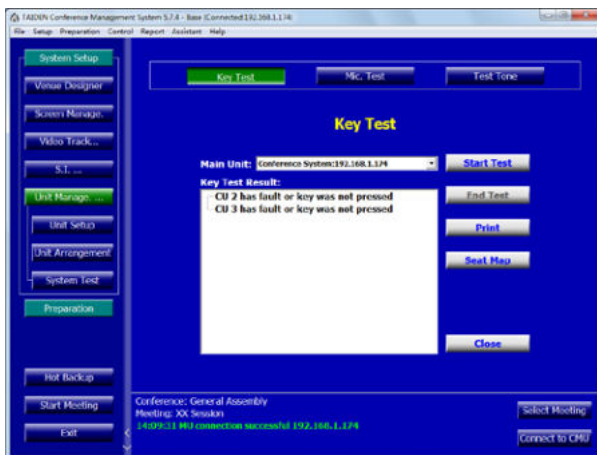 TAIDEN Conference Management System 5.7.4 - Base (Connected:192.168.1.174)
File Setup Preparation Control Report Assistant Help
System Setup
Venue Designer
Screen Manage.
Video Track...
S.I. ...
Unit Manage. ...
Unit Setup
Unit Arrangement
System Test
Preparation
Hot Backup
Start Meeting
Exit
Key Test Mic. Test Test Tone
Key Test
Main Unit: Conference System:192.168.1.174 Start Test
Key Test Result:
CU 2 has fault or key was not pressed
CU 3 has fault or key was not pressed
End Test
Print
Seat Map
Close
Conference: General Assembly
Meeting: XX Session
14:09:31 MU connection successful 192.168.1.174
Select Meeting
Connect to CMU